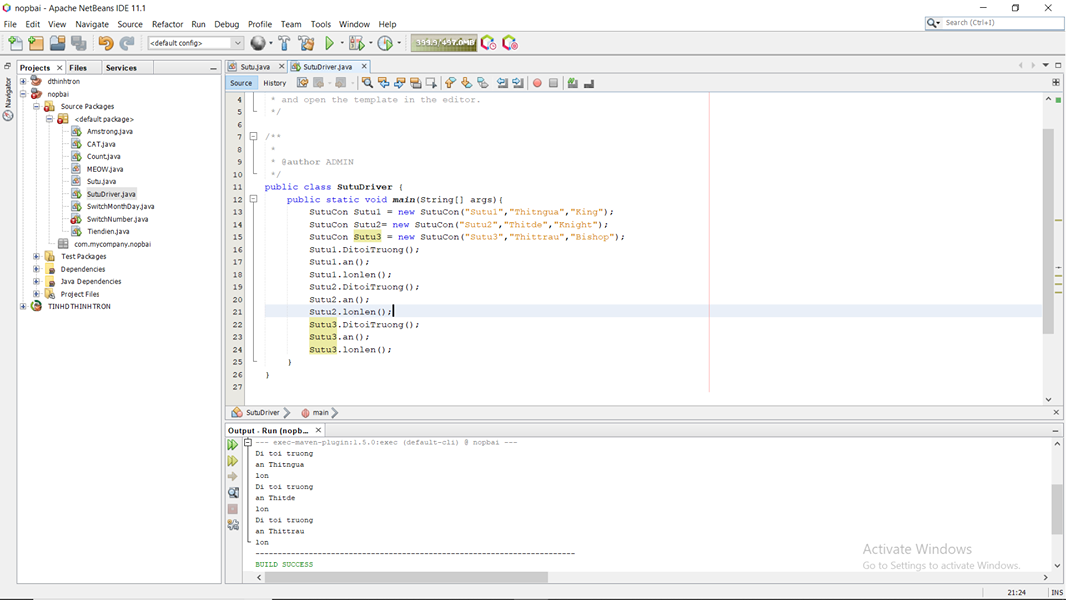 nopbai - Apache NetBeans IDE 11.1
File Edit View Navigate Source Refactor Run Debug Profile Team Tools Window Help
Search (Ctrl+I)
<default config>
Projects Files Services
Sutu.java SutuDriver.java
Source History
Navigator
dthinhtron
nopbai
Source Packages
<default package>
Amstrong.java
CAT.java
Count.java
MEOW.java
Sutu.java
SutuDriver.java
SwitchMonthDay.java
SwitchNumber.java
Tiendien.java
com.mycompany.nopbai
Test Packages
Dependencies
Java Dependencies
Project Files
TINHDTHINHTRON
4 * and open the template in the editor.
5 */
6
7 /**
8 *
9 * @author ADMIN
10 */
11 public class SutuDriver {
12 public static void main(String[] args){
13 SutuCon Sutu1 = new SutuCon("Sutu1","Thitngua","King");
14 SutuCon Sutu2= new SutuCon("Sutu2","Thitde","Knight");
15 SutuCon Sutu3 = new SutuCon("Sutu3","Thittrau","Bishop");
16 Sutu1.DitoiTruong();
17 Sutu1.an();
18 Sutu1.lonlen();
19 Sutu2.DitoiTruong();
20 Sutu2.an();
21 Sutu2.lonlen();
22 Sutu3.DitoiTruong();
23 Sutu3.an();
24 Sutu3.lonlen();
25 }
26 }
27
SutuDriver main
Output - Run (nopb...
--- exec-maven-plugin:1.5.0:exec (default-cli) @ nopbai ---
Di toi truong
an Thitngua
lon
Di toi truong
an Thitde
lon
Di toi truong
an Thittrau
lon
------------------------------------------------------------------------
BUILD SUCCESS
Activate Windows
Go to Settings to activate Windows.
21:24 INS